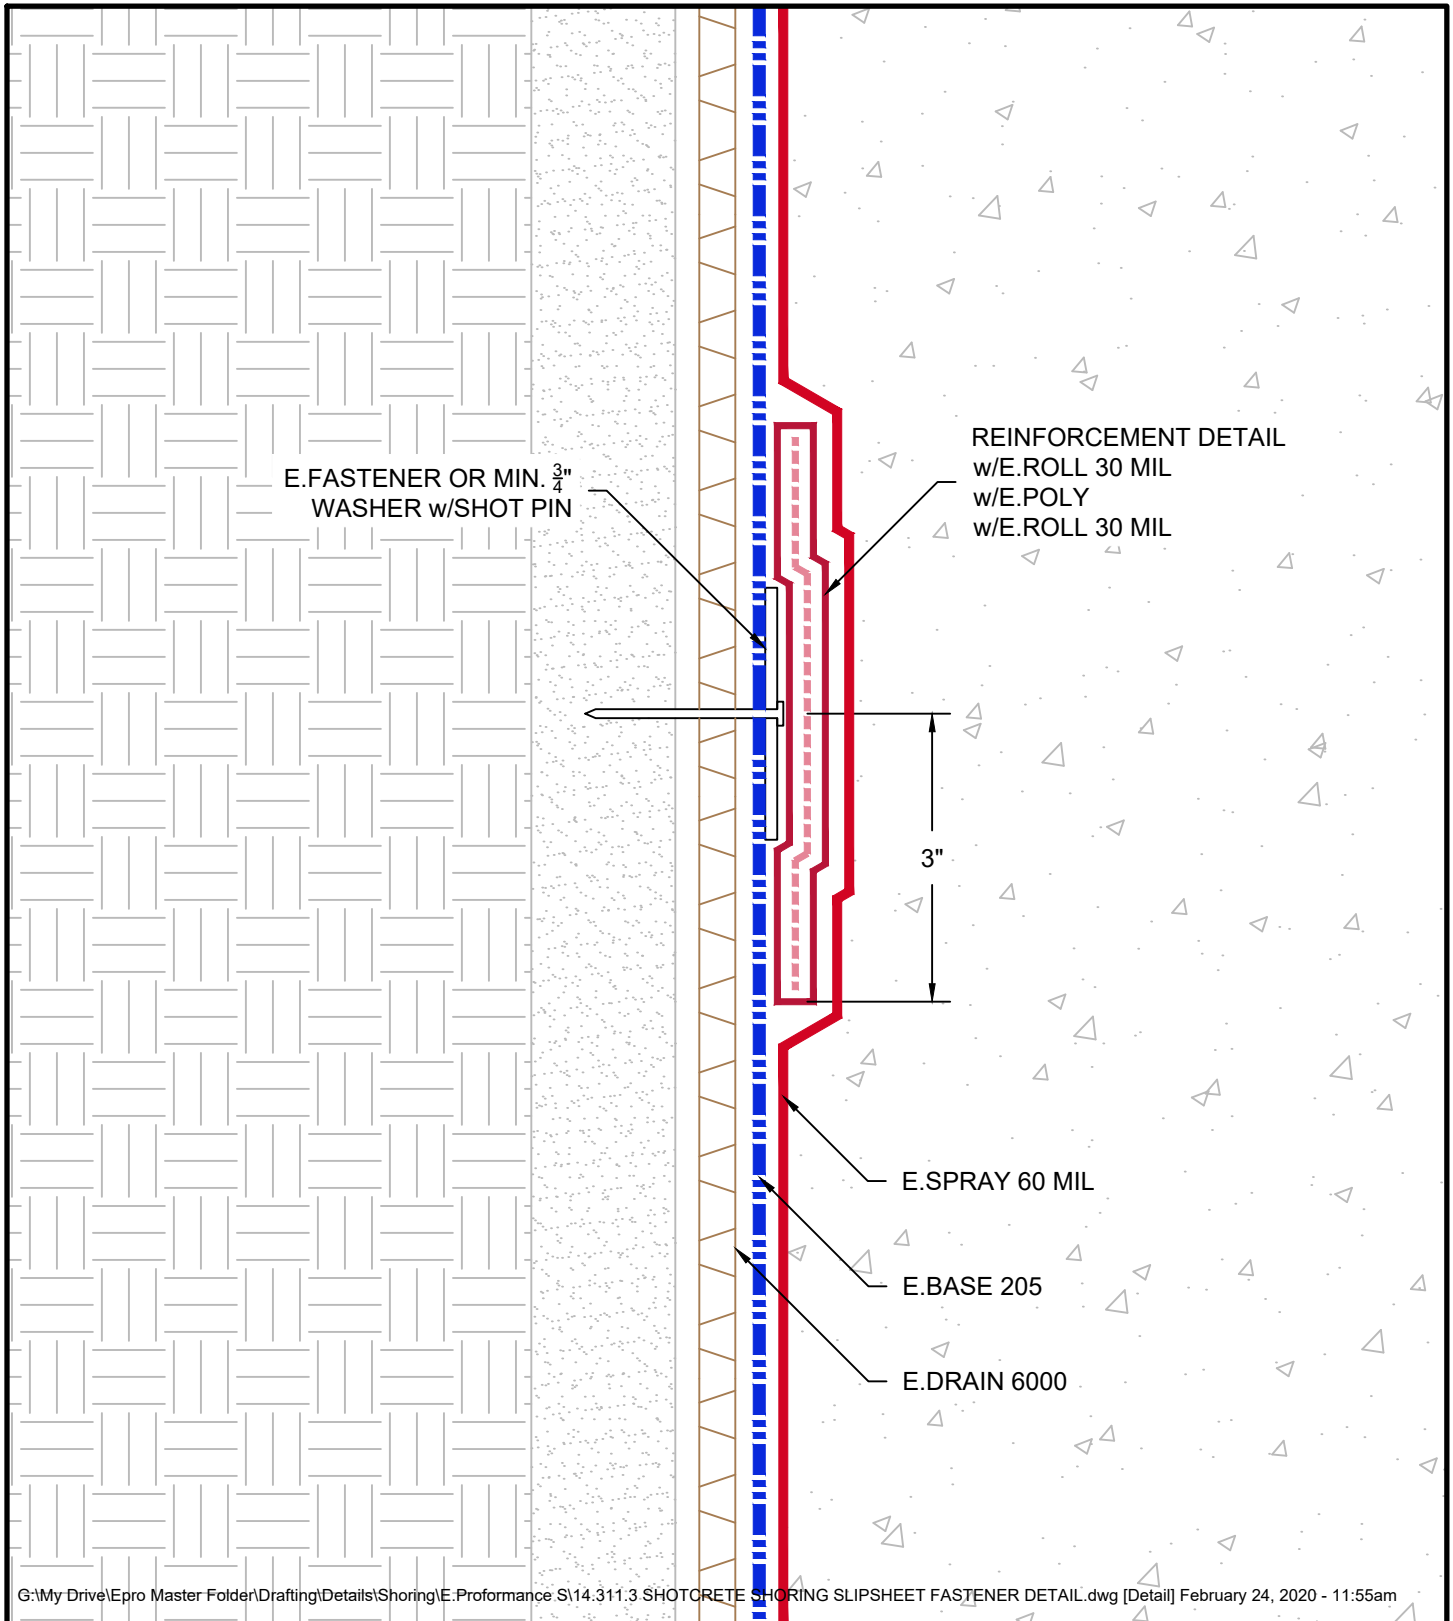 E.FASTENER OR MIN. 3/4"
WASHER w/SHOT PIN
REINFORCEMENT DETAIL
w/E.ROLL 30 MIL
w/E.POLY
w/E.ROLL 30 MIL
3"
E.SPRAY 60 MIL
E.BASE 205
E.DRAIN 6000
G:\My Drive\Epro Master Folder\Drafting\Details\Shoring\E.Proformance S\14.311.3 SHOTCRETE SHORING SLIPSHEET FASTENER DETAIL.dwg [Detail] February 24, 2020 - 11:55am